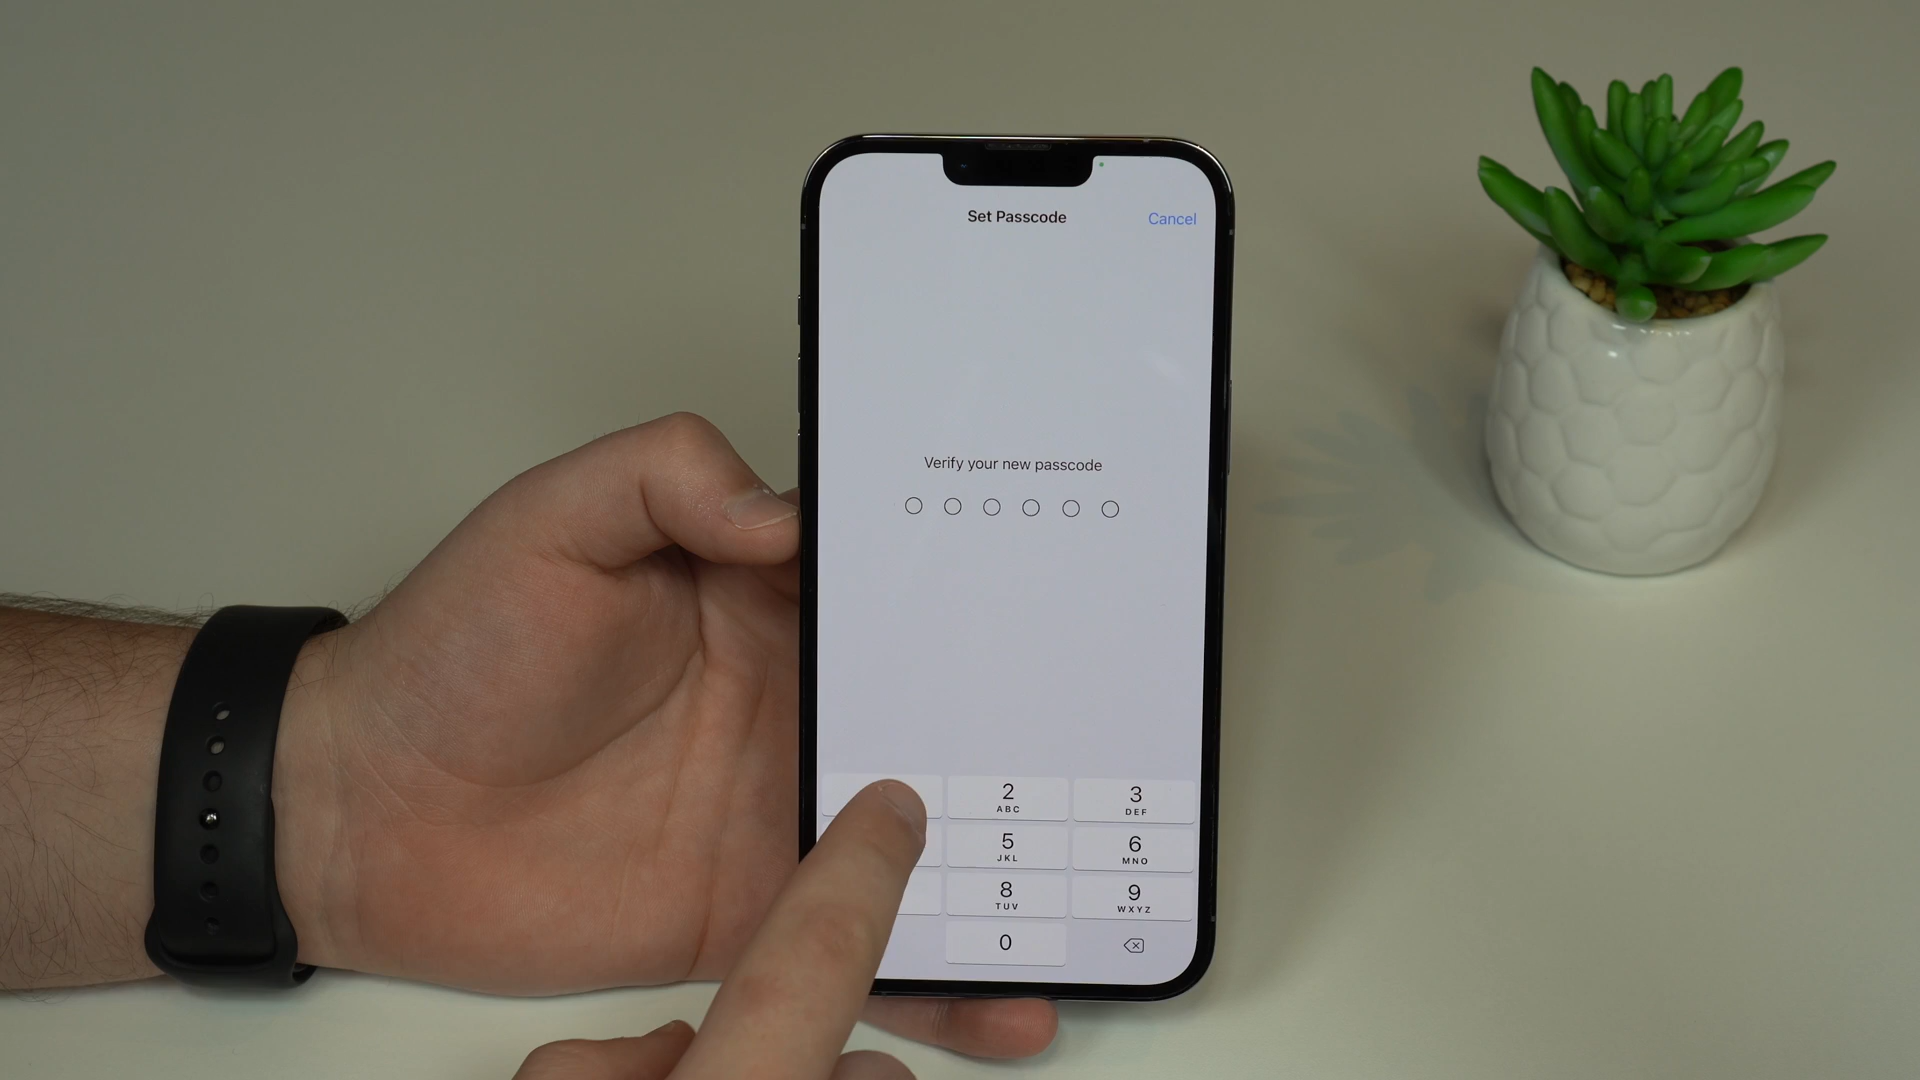 Set Passcode Cancel
Verify your new passcode
2 3
ABC DEF
5 6
JKL MNO
8 9
TUV WXYZ
0